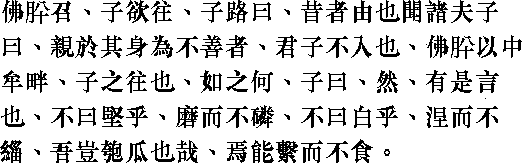 佛肸召、子欲往、子路曰、昔者由也聞諸夫子
曰、親於其身為不善者、君子不入也、佛肸以中
牟畔、子之往也、如之何、子曰、然、有是言
也、不曰堅乎、磨而不磷、不曰白乎、涅而不
緇、吾豈匏瓜也哉、焉能繫而不食。